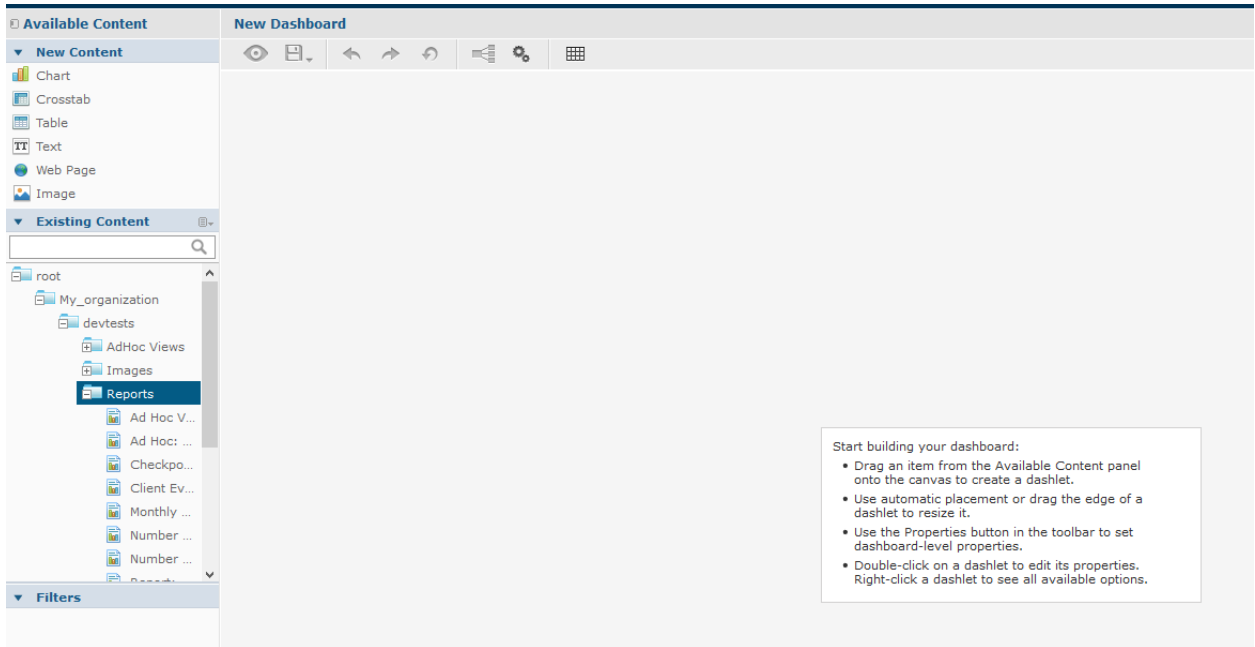 Available Content
New Dashboard
New Content
Chart
Crosstab
Table
TT Text
Web Page
Image
Existing Content
root
My_organization
devtests
AdHoc Views
Images
Reports
Ad Hoc V...
Ad Hoc: ...
Checkpo...
Client Ev...
Monthly ...
Number ...
Number ...
Filters
Start building your dashboard:
• Drag an item from the Available Content panel
onto the canvas to create a dashlet.
• Use automatic placement or drag the edge of a
dashlet to resize it.
• Use the Properties button in the toolbar to set
dashboard-level properties.
• Double-click on a dashlet to edit its properties.
Right-click a dashlet to see all available options.